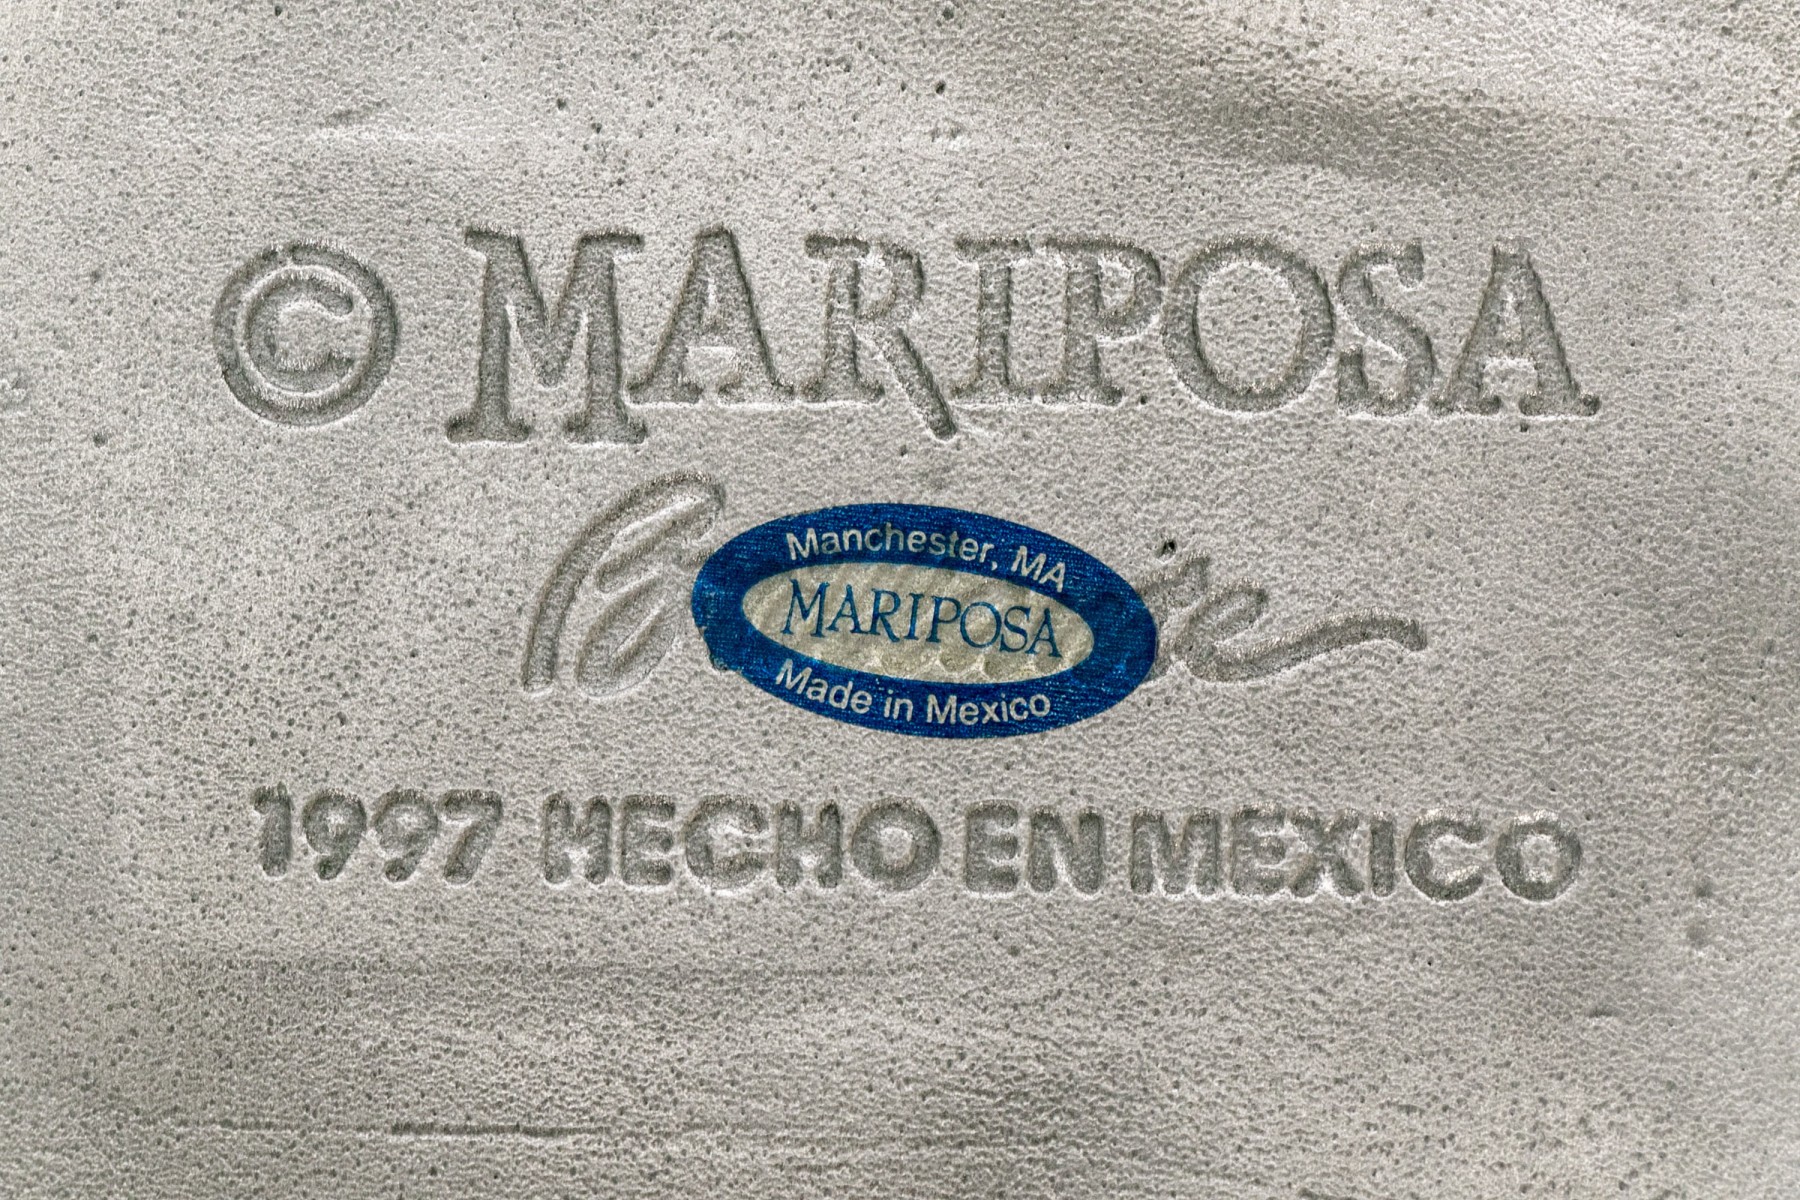 © MARIPOSA
Manchester, MA
MARIPOSA
Made in Mexico
1997 HECHO EN MEXICO